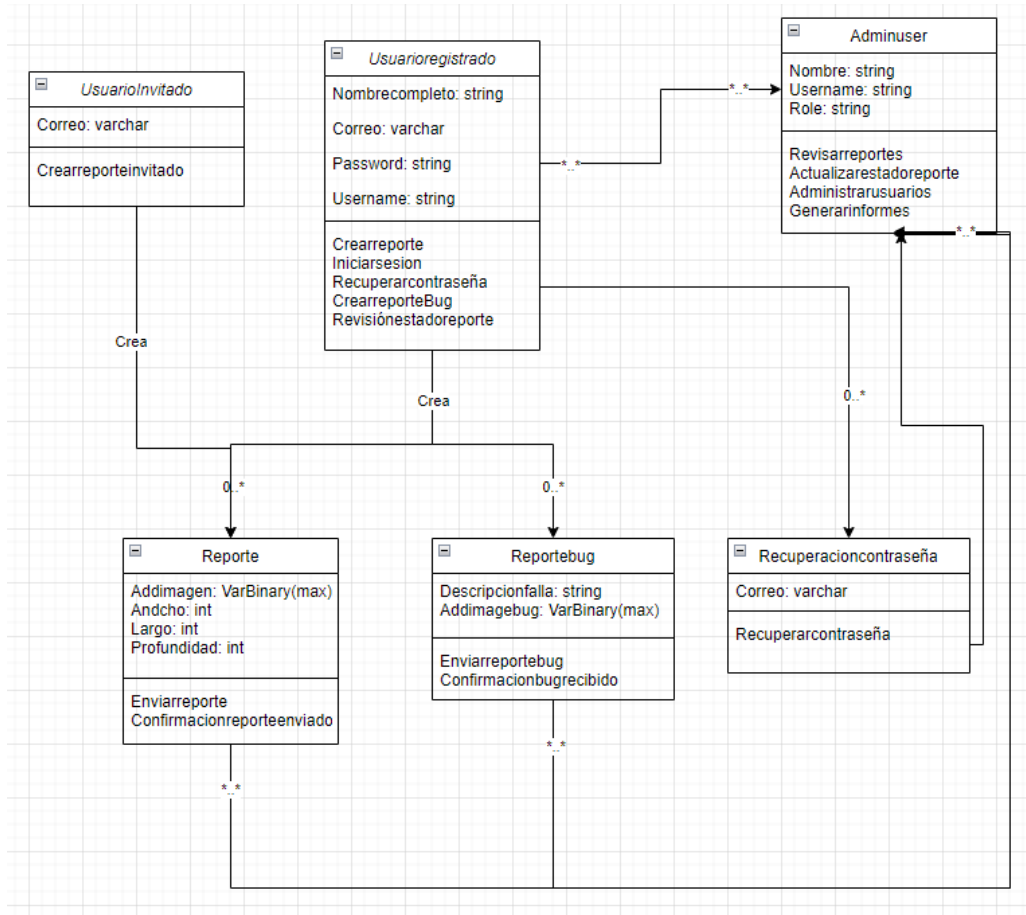 UsuarioInvitado
Correo: varchar
Crearreporteinvitado
Usuarioregistrado
Nombrecompleto: string
Correo: varchar
Password: string
Username: string
Crearreporte
Iniciarsesion
Recuperarcontraseña
CrearreporteBug
Revisiónestadoreporte
Adminuser
Nombre: string
Username: string
Role: string
Revisarreportes
Actualizarestadoreporte
Administrarusuarios
Generarinformes
*..*
*..*
*..*
Crea
Crea
0..*
0..*
0..*
Reporte
Addimagen: VarBinary(max)
Andcho: int
Largo: int
Profundidad: int
Enviarreporte
Confirmacionreporteenviado
Reportebug
Descripcionfalla: string
Addimagebug: VarBinary(max)
Enviarreportebug
Confirmacionbugrecibido
Recuperacioncontraseña
Correo: varchar
Recuperarcontraseña
*..*
*..*